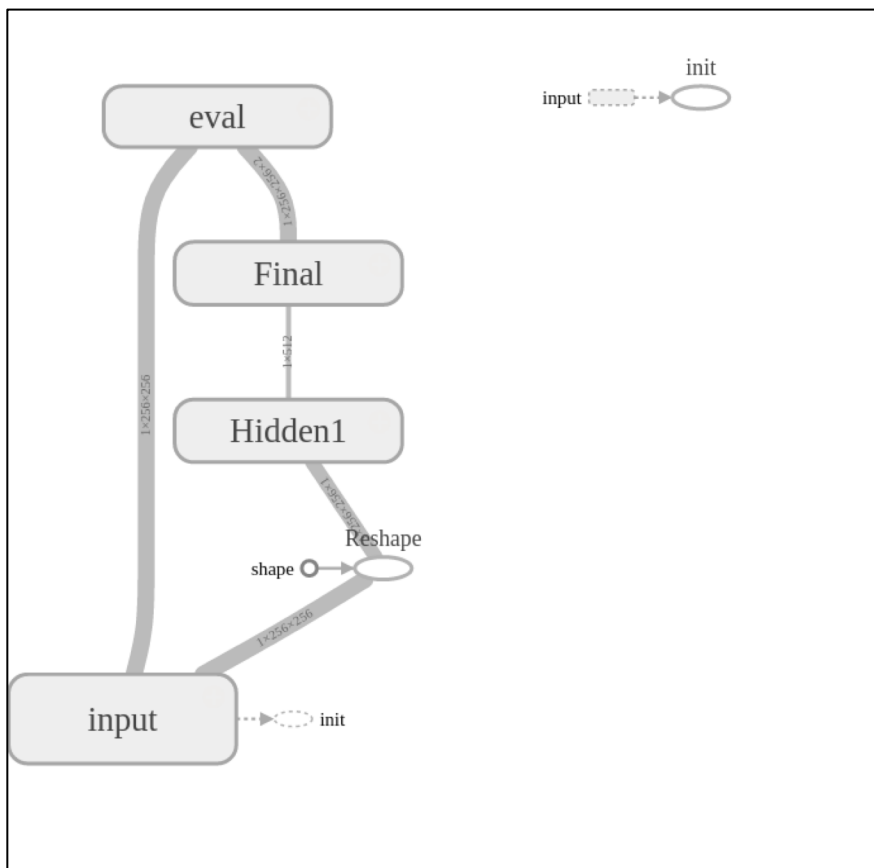 init
input
eval
1×256×256×2
Final
1×512
1×256×256
Hidden1
1×256×256×1
Reshape
shape
1×256×256
input
init